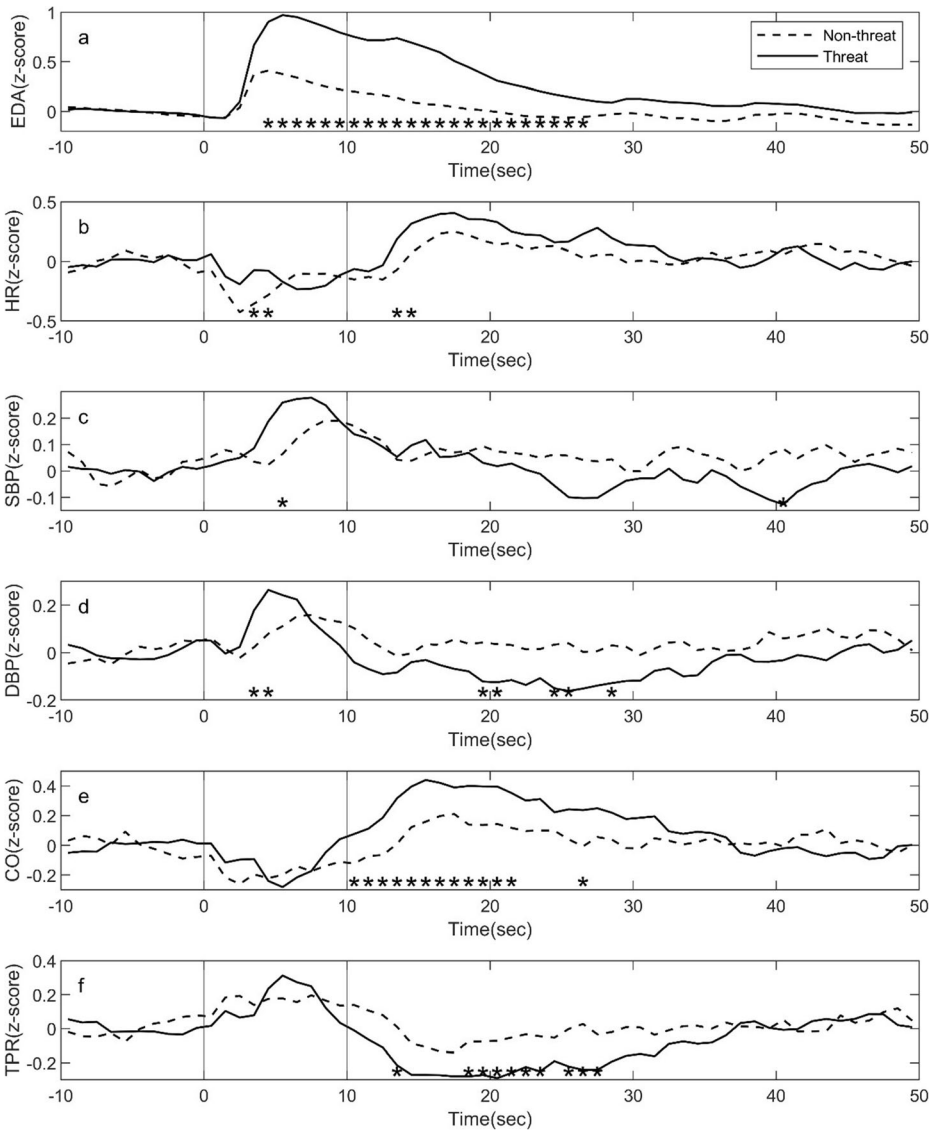 a
EDA(z-score)
1
0.5
0
Non-threat
Threat
***********************
-10 0 10 20 30 40 50
Time(sec)
b
HR(z-score)
0.5
0
-0.5
** **
-10 0 10 20 30 40 50
Time(sec)
c
SBP(z-score)
0.2
0.1
0
-0.1
* *
-10 0 10 20 30 40 50
Time(sec)
d
DBP(z-score)
0.2
0
-0.2
** ** ** *
-10 0 10 20 30 40 50
Time(sec)
e
CO(z-score)
0.4
0.2
0
-0.2
************ *
-10 0 10 20 30 40 50
Time(sec)
f
TPR(z-score)
0.4
0.2
0
-0.2
* ****** ***
-10 0 10 20 30 40 50
Time(sec)